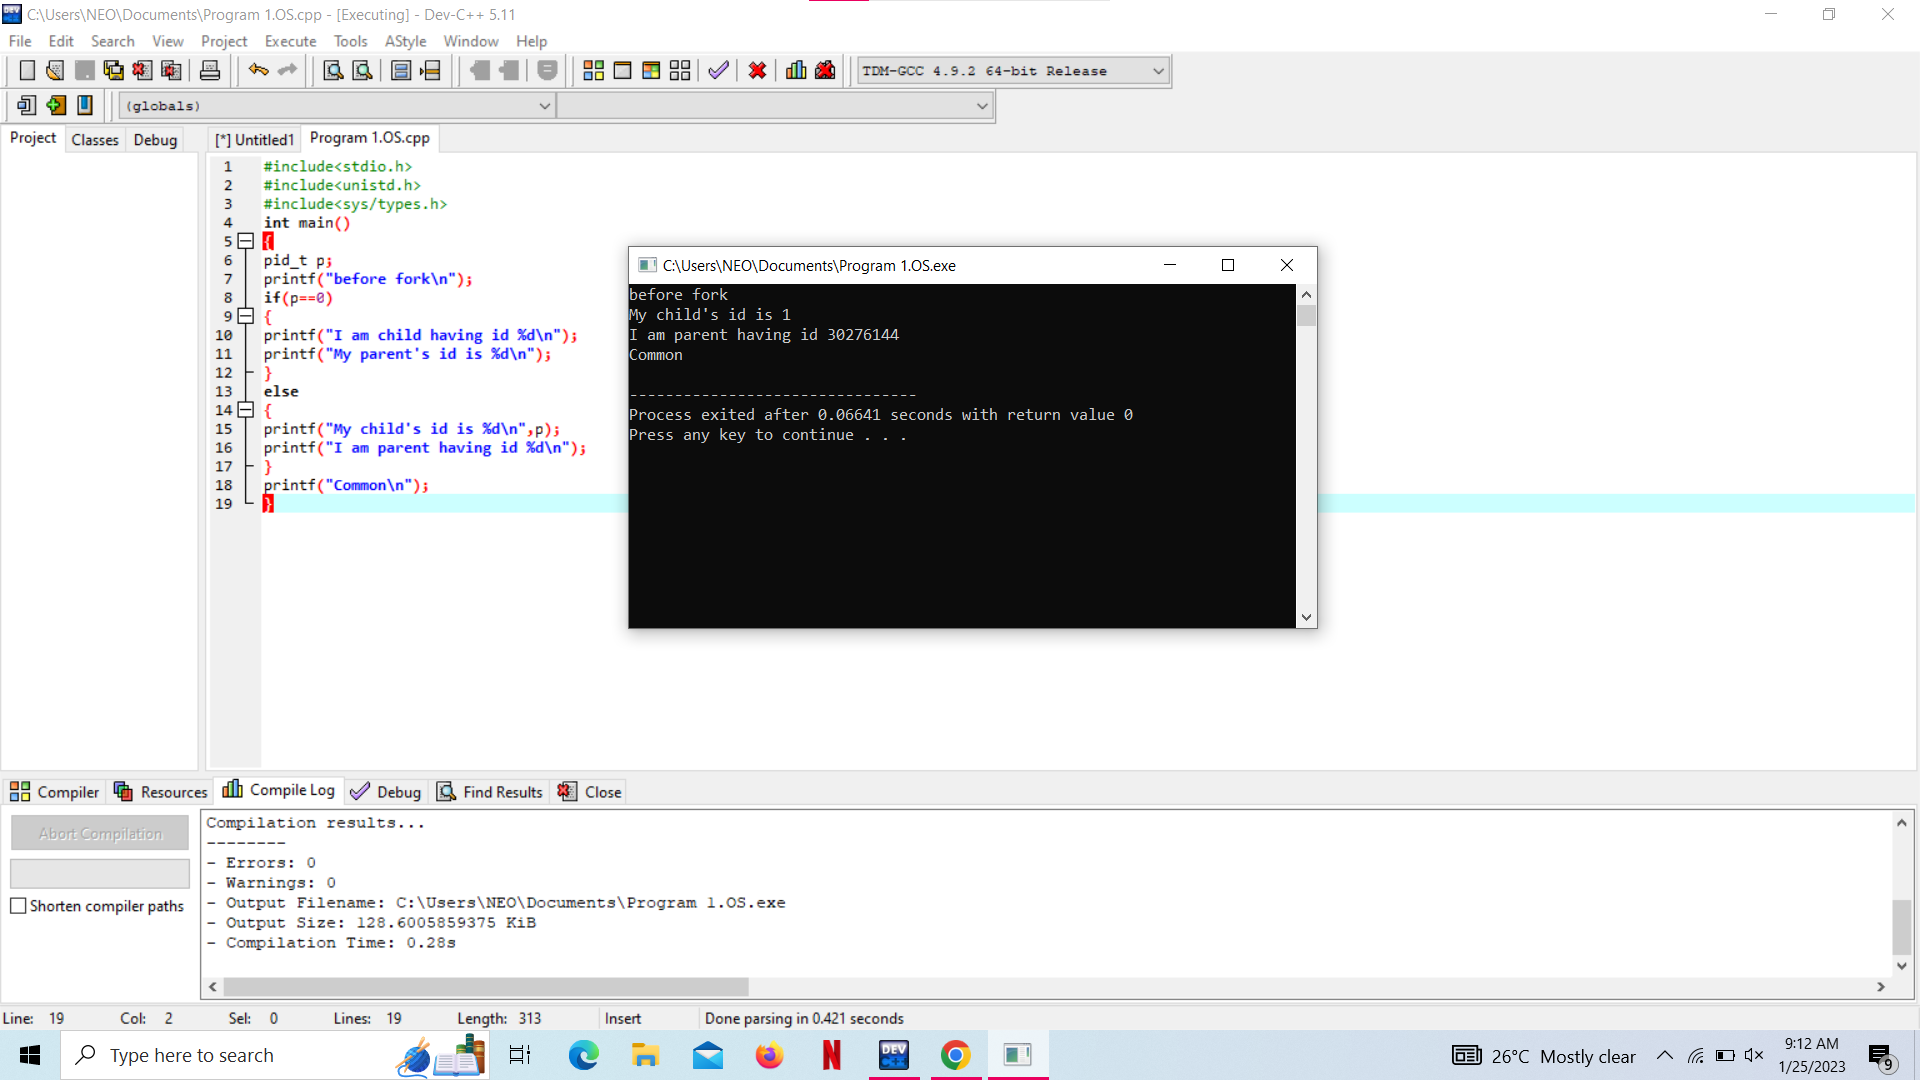 C:\Users\NEO\Documents\Program 1.OS.cpp - [Executing] - Dev-C++ 5.11
File Edit Search View Project Execute Tools AStyle Window Help
TDM-GCC 4.9.2 64-bit Release
(globals)
Project Classes Debug
[*] Untitled1 Program 1.OS.cpp
1 #include<stdio.h>
2 #include<unistd.h>
3 #include<sys/types.h>
4 int main()
5 {
6 pid_t p;
7 printf("before fork\n");
8 if(p==0)
9 {
10 printf("I am child having id %d\n");
11 printf("My parent's id is %d\n");
12 }
13 else
14 {
15 printf("My child's id is %d\n",p);
16 printf("I am parent having id %d\n");
17 }
18 printf("Common\n");
19 }
C:\Users\NEO\Documents\Program 1.OS.exe
before fork
My child's id is 1
I am parent having id 30276144
Common
--------------------------------
Process exited after 0.06641 seconds with return value 0
Press any key to continue . . .
Compiler Resources Compile Log Debug Find Results Close
Abort Compilation
Shorten compiler paths
Compilation results...
--------
- Errors: 0
- Warnings: 0
- Output Filename: C:\Users\NEO\Documents\Program 1.OS.exe
- Output Size: 128.6005859375 KiB
- Compilation Time: 0.28s
Line: 19 Col: 2 Sel: 0 Lines: 19 Length: 313 Insert Done parsing in 0.421 seconds
Type here to search
N
DEV C++
26°C Mostly clear
9:12 AM
1/25/2023
9